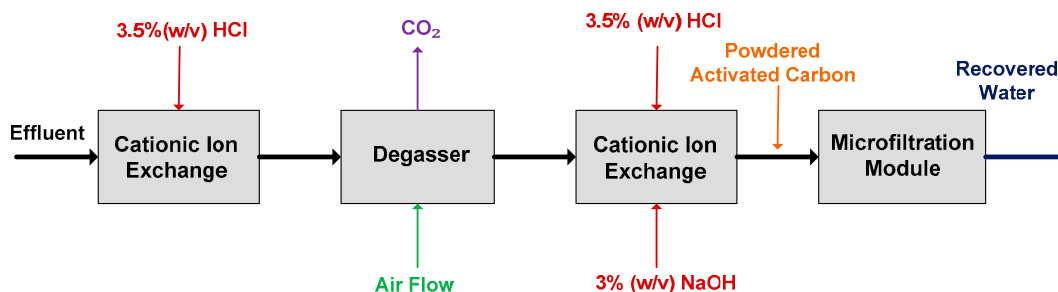 3.5%(w/v) HCl
CO₂
3.5% (w/v) HCl
Powdered
Activated Carbon
Recovered
Water
Effluent
Cationic Ion
Exchange
Degasser
Cationic Ion
Exchange
Microfiltration
Module
Air Flow
3% (w/v) NaOH